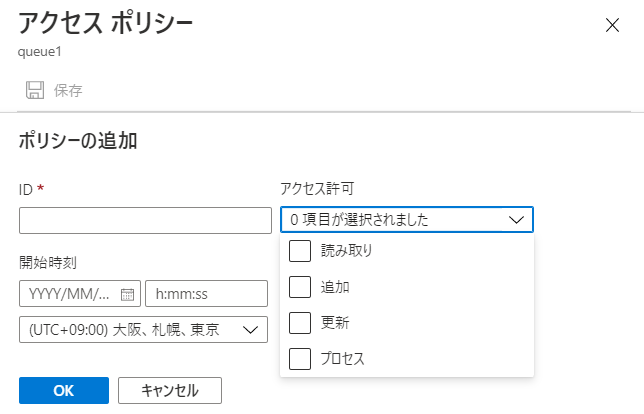 アクセス ポリシー
queue1
保存
ポリシーの追加
ID *
アクセス許可
0 項目が選択されました
読み取り
追加
更新
プロセス
開始時刻
YYYY/MM/...
h:mm:ss
(UTC+09:00) 大阪、札幌、東京
OK
キャンセル